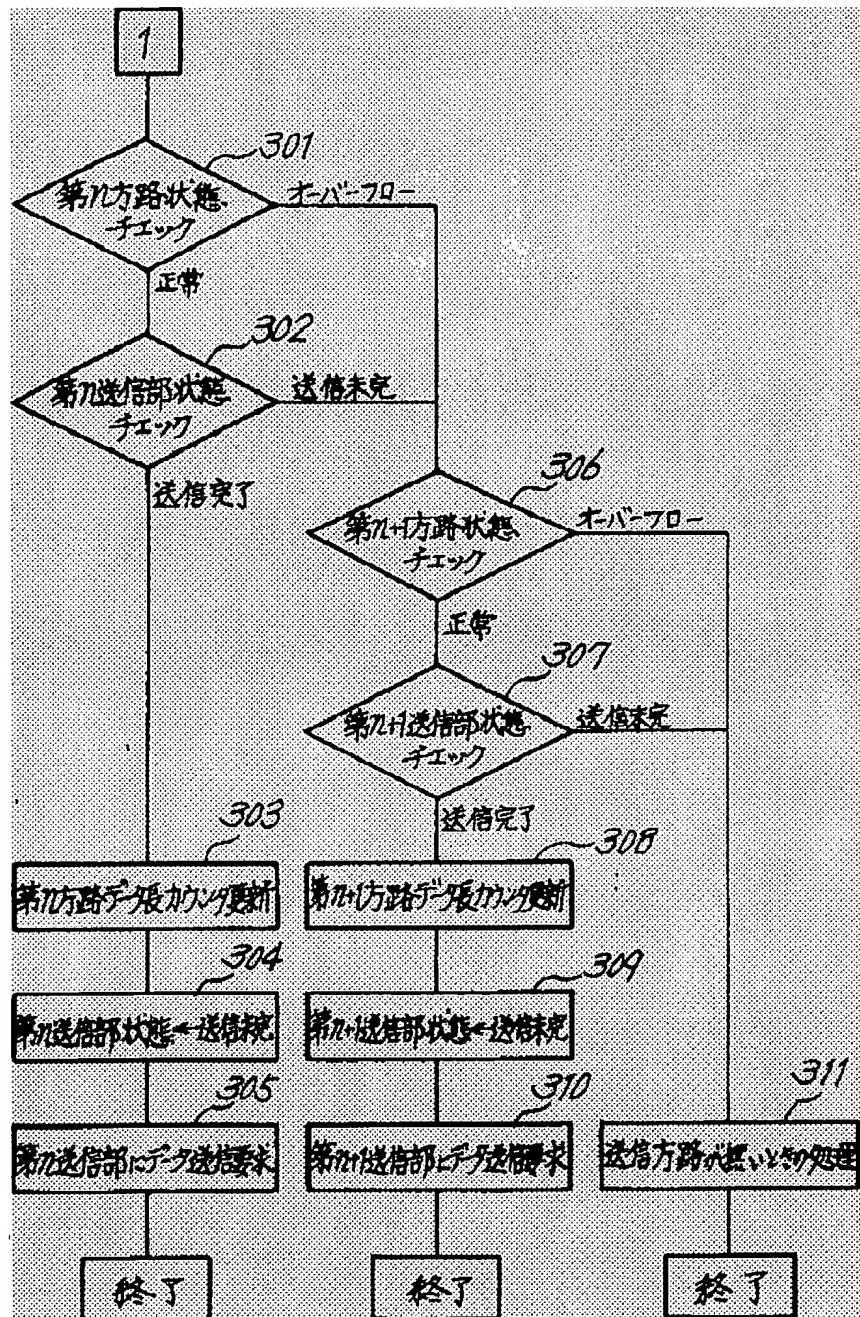 1
301
第n方路状態
チェック
オーバーフロー
正常
302
第n送信部状態
チェック
送信未完
送信完了
306
第n+1方路状態
チェック
オーバーフロー
正常
307
第n+1送信部状態
チェック
送信未完
送信完了
303
第n方路データ長カウンタ更新
308
第n+1方路データ長カウンタ更新
304
第n送信部状態←送信未完
309
第n+1送信部状態←送信未完
305
第n送信部にデータ送信要求
310
第n+1送信部にデータ送信要求
311
送信方路が無いときの処理
終了
終了
終了